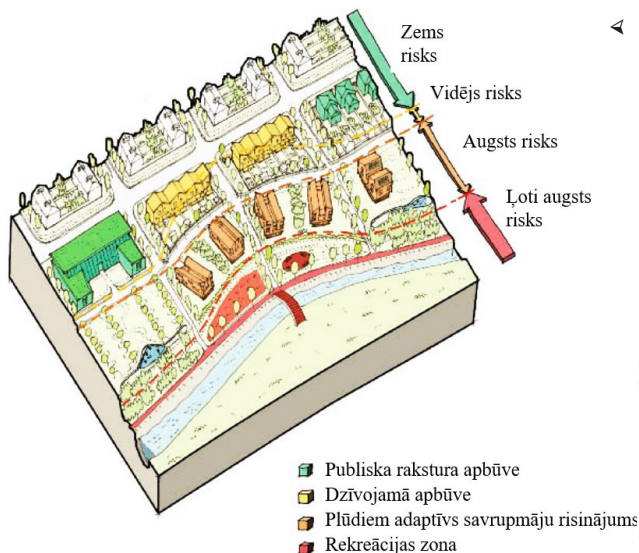 Zems
risks
Vidējs risks
Augsts risks
Ļoti augsts
risks
Publiska rakstura apbūve
Dzīvojamā apbūve
Plūdiem adaptīvs savrupmāju risinājums
Rekreācijas zona